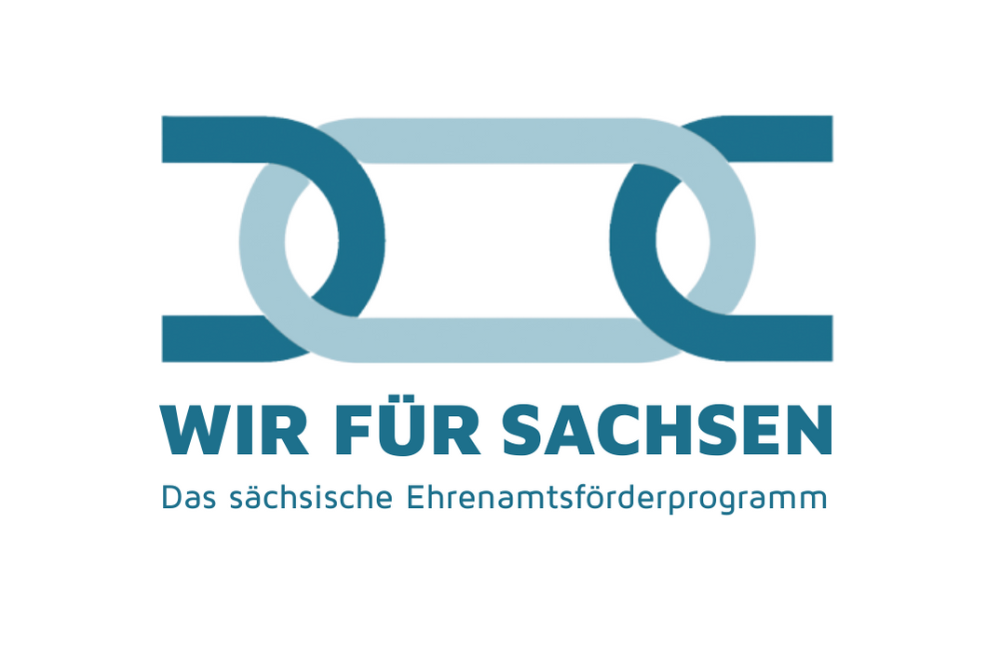 WIR FÜR SACHSEN
Das sächsische Ehrenamtsförderprogramm